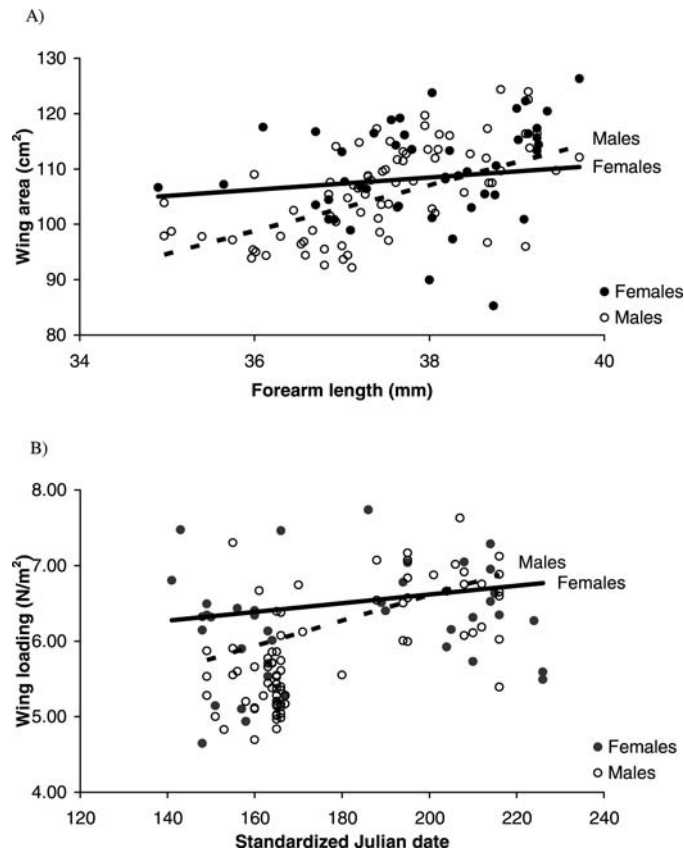 A)
130
120
110
100
90
80
Wing area (cm²)
Males
Females
Females
Males
34
36
38
40
Forearm length (mm)
B)
8.00
7.00
6.00
5.00
4.00
Wing loading (N/m²)
Males
Females
Females
Males
120
140
160
180
200
220
240
Standardized Julian date